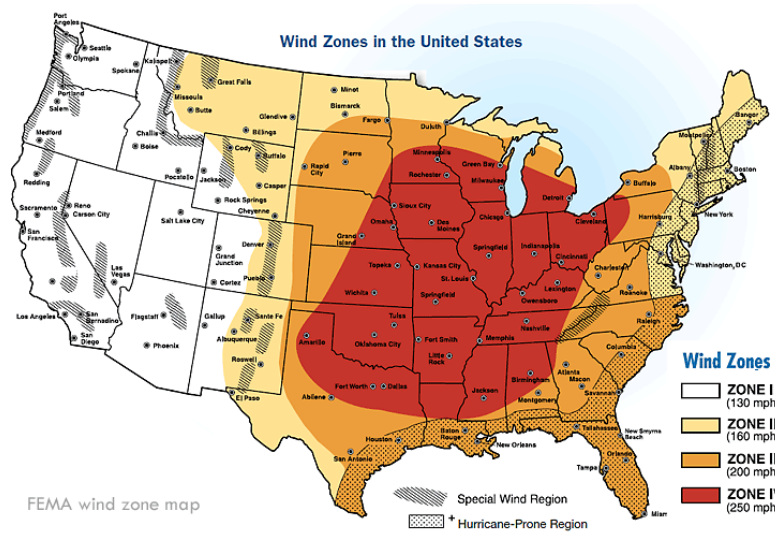 Wind Zones in the United States
Port
Angeles
Seattle
Olympia
Spokane
Kalispell
Great Falls
Portland
Salem
Missoula
Butte
Glendive
Billings
Minot
Bismarck
Fargo
Duluth
Medford
Challis
Boise
Cody
Buffalo
Rapid
City
Pierre
Minneapolis
Rochester
Green Bay
Milwaukee
Bangor
Montpelier
Albany
Boston
Buffalo
Detroit
Redding
Pocatello
Jackson
Casper
Rock Springs
Cheyenne
Sioux City
Omaha
Des
Moines
Chicago
Cleveland
Harrisburg
New York
Sacramento
Reno
Carson City
San
Francisco
Salt Lake City
Grand
Junction
Denver
Pueblo
Cortez
Grand
Island
Topeka
Kansas City
St. Louis
Springfield
Indianapolis
Cincinnati
Charleston
Washington, DC
Las
Vegas
Wichita
Springfield
Lexington
Owensboro
Roanoke
Raleigh
Los Angeles
San
Bernadino
San
Diego
Flagstaff
Phoenix
Gallup
Sante Fe
Albuquerque
Roswell
El Paso
Amarillo
Tulsa
Oklahoma City
Fort Smith
Little
Rock
Memphis
Nashville
Columbia
Atlanta
Macon
Savannah
Abilene
Fort Worth
Dallas
Jackson
Birmingham
Montgomery
Tallahassee
New Smyrna
Beach
Houston
San Antonio
Baton
Rouge
New Orleans
Orlando
Tampa
Miami
Wind Zones
ZONE I
(130 mph
ZONE II
(160 mph
ZONE II
(200 mph
ZONE I
(250 mph
Special Wind Region
+ Hurricane-Prone Region
FEMA wind zone map